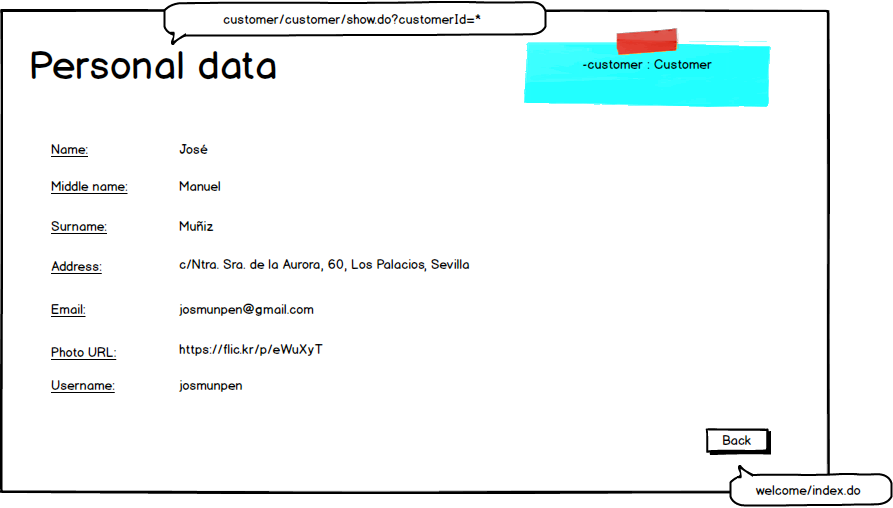 customer/customer/show.do?customerId=*
Personal data
-customer : Customer
Name: José
Middle name: Manuel
Surname: Muñiz
Address: c/Ntra. Sra. de la Aurora, 60, Los Palacios, Sevilla
Email: josmunpen@gmail.com
Photo URL: https://flic.kr/p/eWuXyT
Username: josmunpen
Back
welcome/index.do